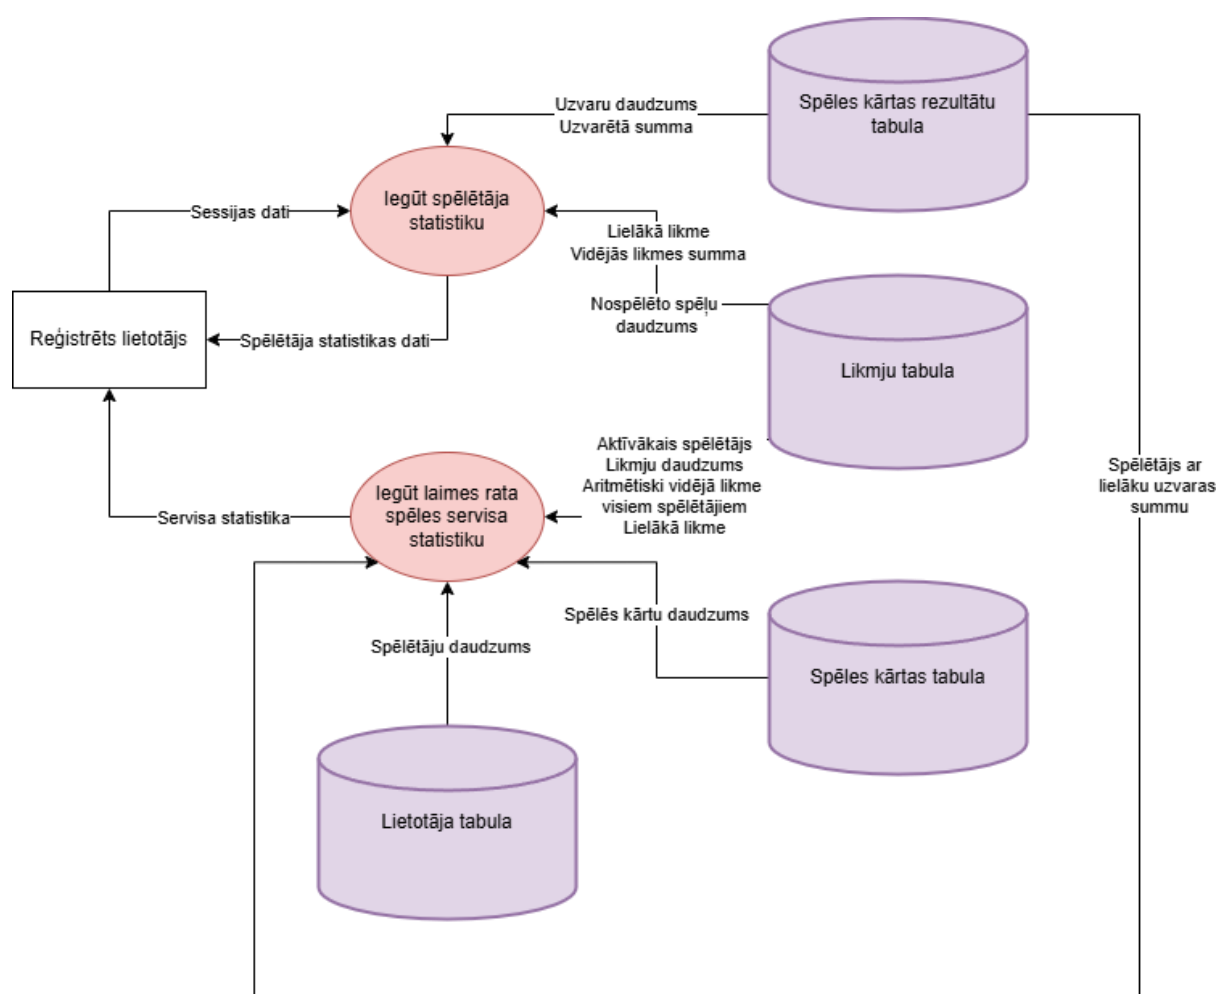 Spēles kārtas rezultātu
tabula
Uzvaru daudzums
Uzvarētā summa
Iegūt spēlētāja
statistiku
Sessijas dati
Lielākā likme
Vidējās likmes summa
Nospēlēto spēļu
daudzums
Reģistrēts lietotājs
Spēlētāja statistikas dati
Likmju tabula
Aktīvākais spēlētājs
Likmju daudzums
Aritmētiski vidējā likme
visiem spēlētājiem
Lielākā likme
Spēlētājs ar
lielāku uzvaras
summu
Iegūt laimes rata
spēles servisa
statistiku
Servisa statistika
Spēlēs kārtu daudzums
Spēlētāju daudzums
Spēles kārtas tabula
Lietotāja tabula